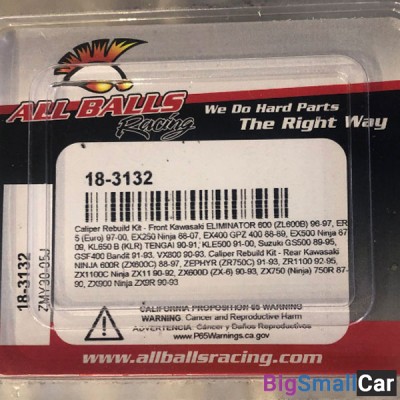 ALL BALLS
Racing
We Do Hard Parts
The Right Way
18-3132
Caliper Rebuild Kit - Front Kawasaki ELIMINATOR 600 (ZL600B) 96-97, ER
5 (Euro) 97-00, EX250 Ninja 88-07, EX400 GPZ 400 88-89, EX500 Ninja 87
09, KL650 B (KLR) TENGAI 90-91, KLE500 91-00, Suzuki GS500 89-95,
GSF400 Bandit 91-93, VX800 90-93. Caliper Rebuild Kit - Rear Kawasaki
NINJA 600R (ZX600C) 88-97, ZEPHYR (ZR750C) 91-93, ZR1100 92-95,
ZX1100C Ninja ZX11 90-92, ZX600D (ZX-6) 90-93, ZX750 (Ninja) 750R 87-
90, ZX900 Ninja ZX9R 90-93
18-3132
ZMY30-05J
CALIFORNIA PROPOSITION 65 WARNING
WARNING: Cancer and Reproductive Harm
ADVERTENCIA: Cáncer y Daños Reproductivos
www.P65Warnings.ca.gov
www.allballsracing.com
BigSmallCar